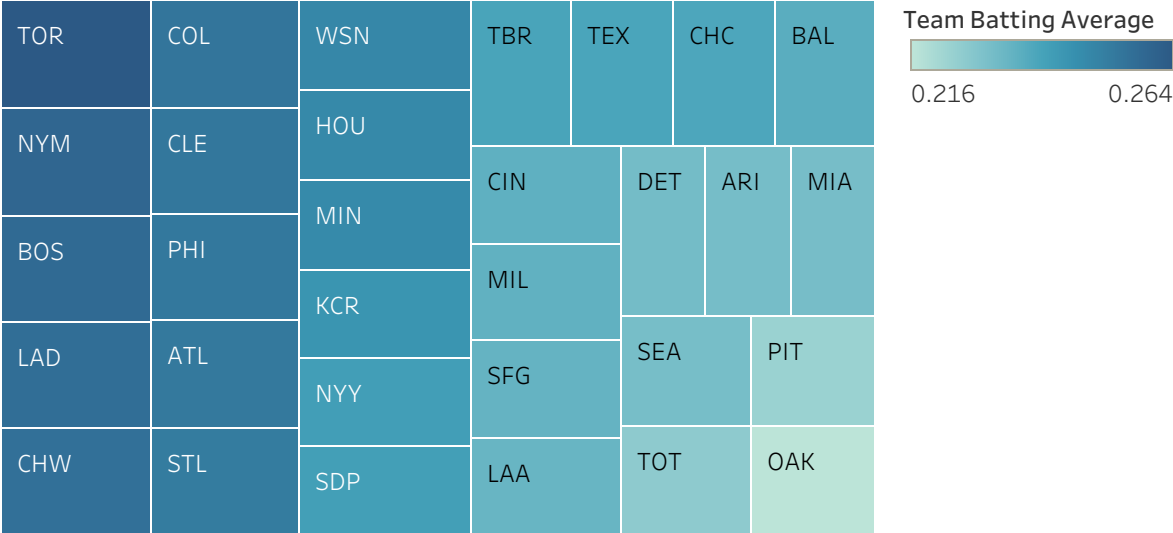 TOR
NYM
BOS
LAD
CHW
COL
CLE
PHI
ATL
STL
WSN
HOU
MIN
KCR
NYY
SDP
TBR
TEX
CHC
BAL
CIN
MIL
SFG
LAA
DET
ARI
MIA
SEA
PIT
TOT
OAK
Team Batting Average
0.216 0.264